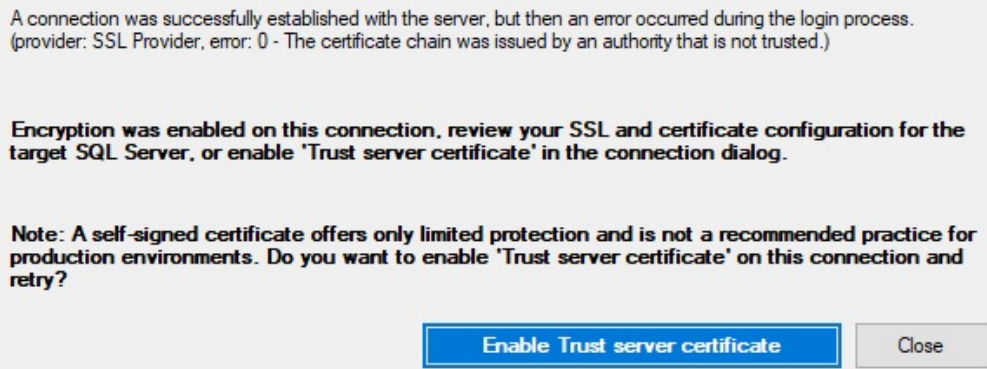 A connection was successfully established with the server, but then an error occurred during the login process.
(provider: SSL Provider, error: 0 - The certificate chain was issued by an authority that is not trusted.)
Encryption was enabled on this connection, review your SSL and certificate configuration for the
target SQL Server, or enable 'Trust server certificate' in the connection dialog.
Note: A self-signed certificate offers only limited protection and is not a recommended practice for
production environments. Do you want to enable 'Trust server certificate' on this connection and
retry?
Enable Trust server certificate
Close